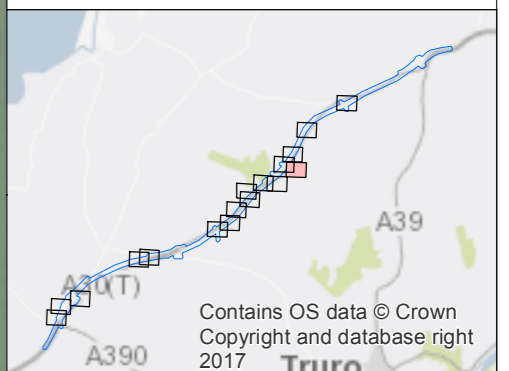 A39
A30(T)
Contains OS data © Crown
Copyright and database right
2017
A390
Truro